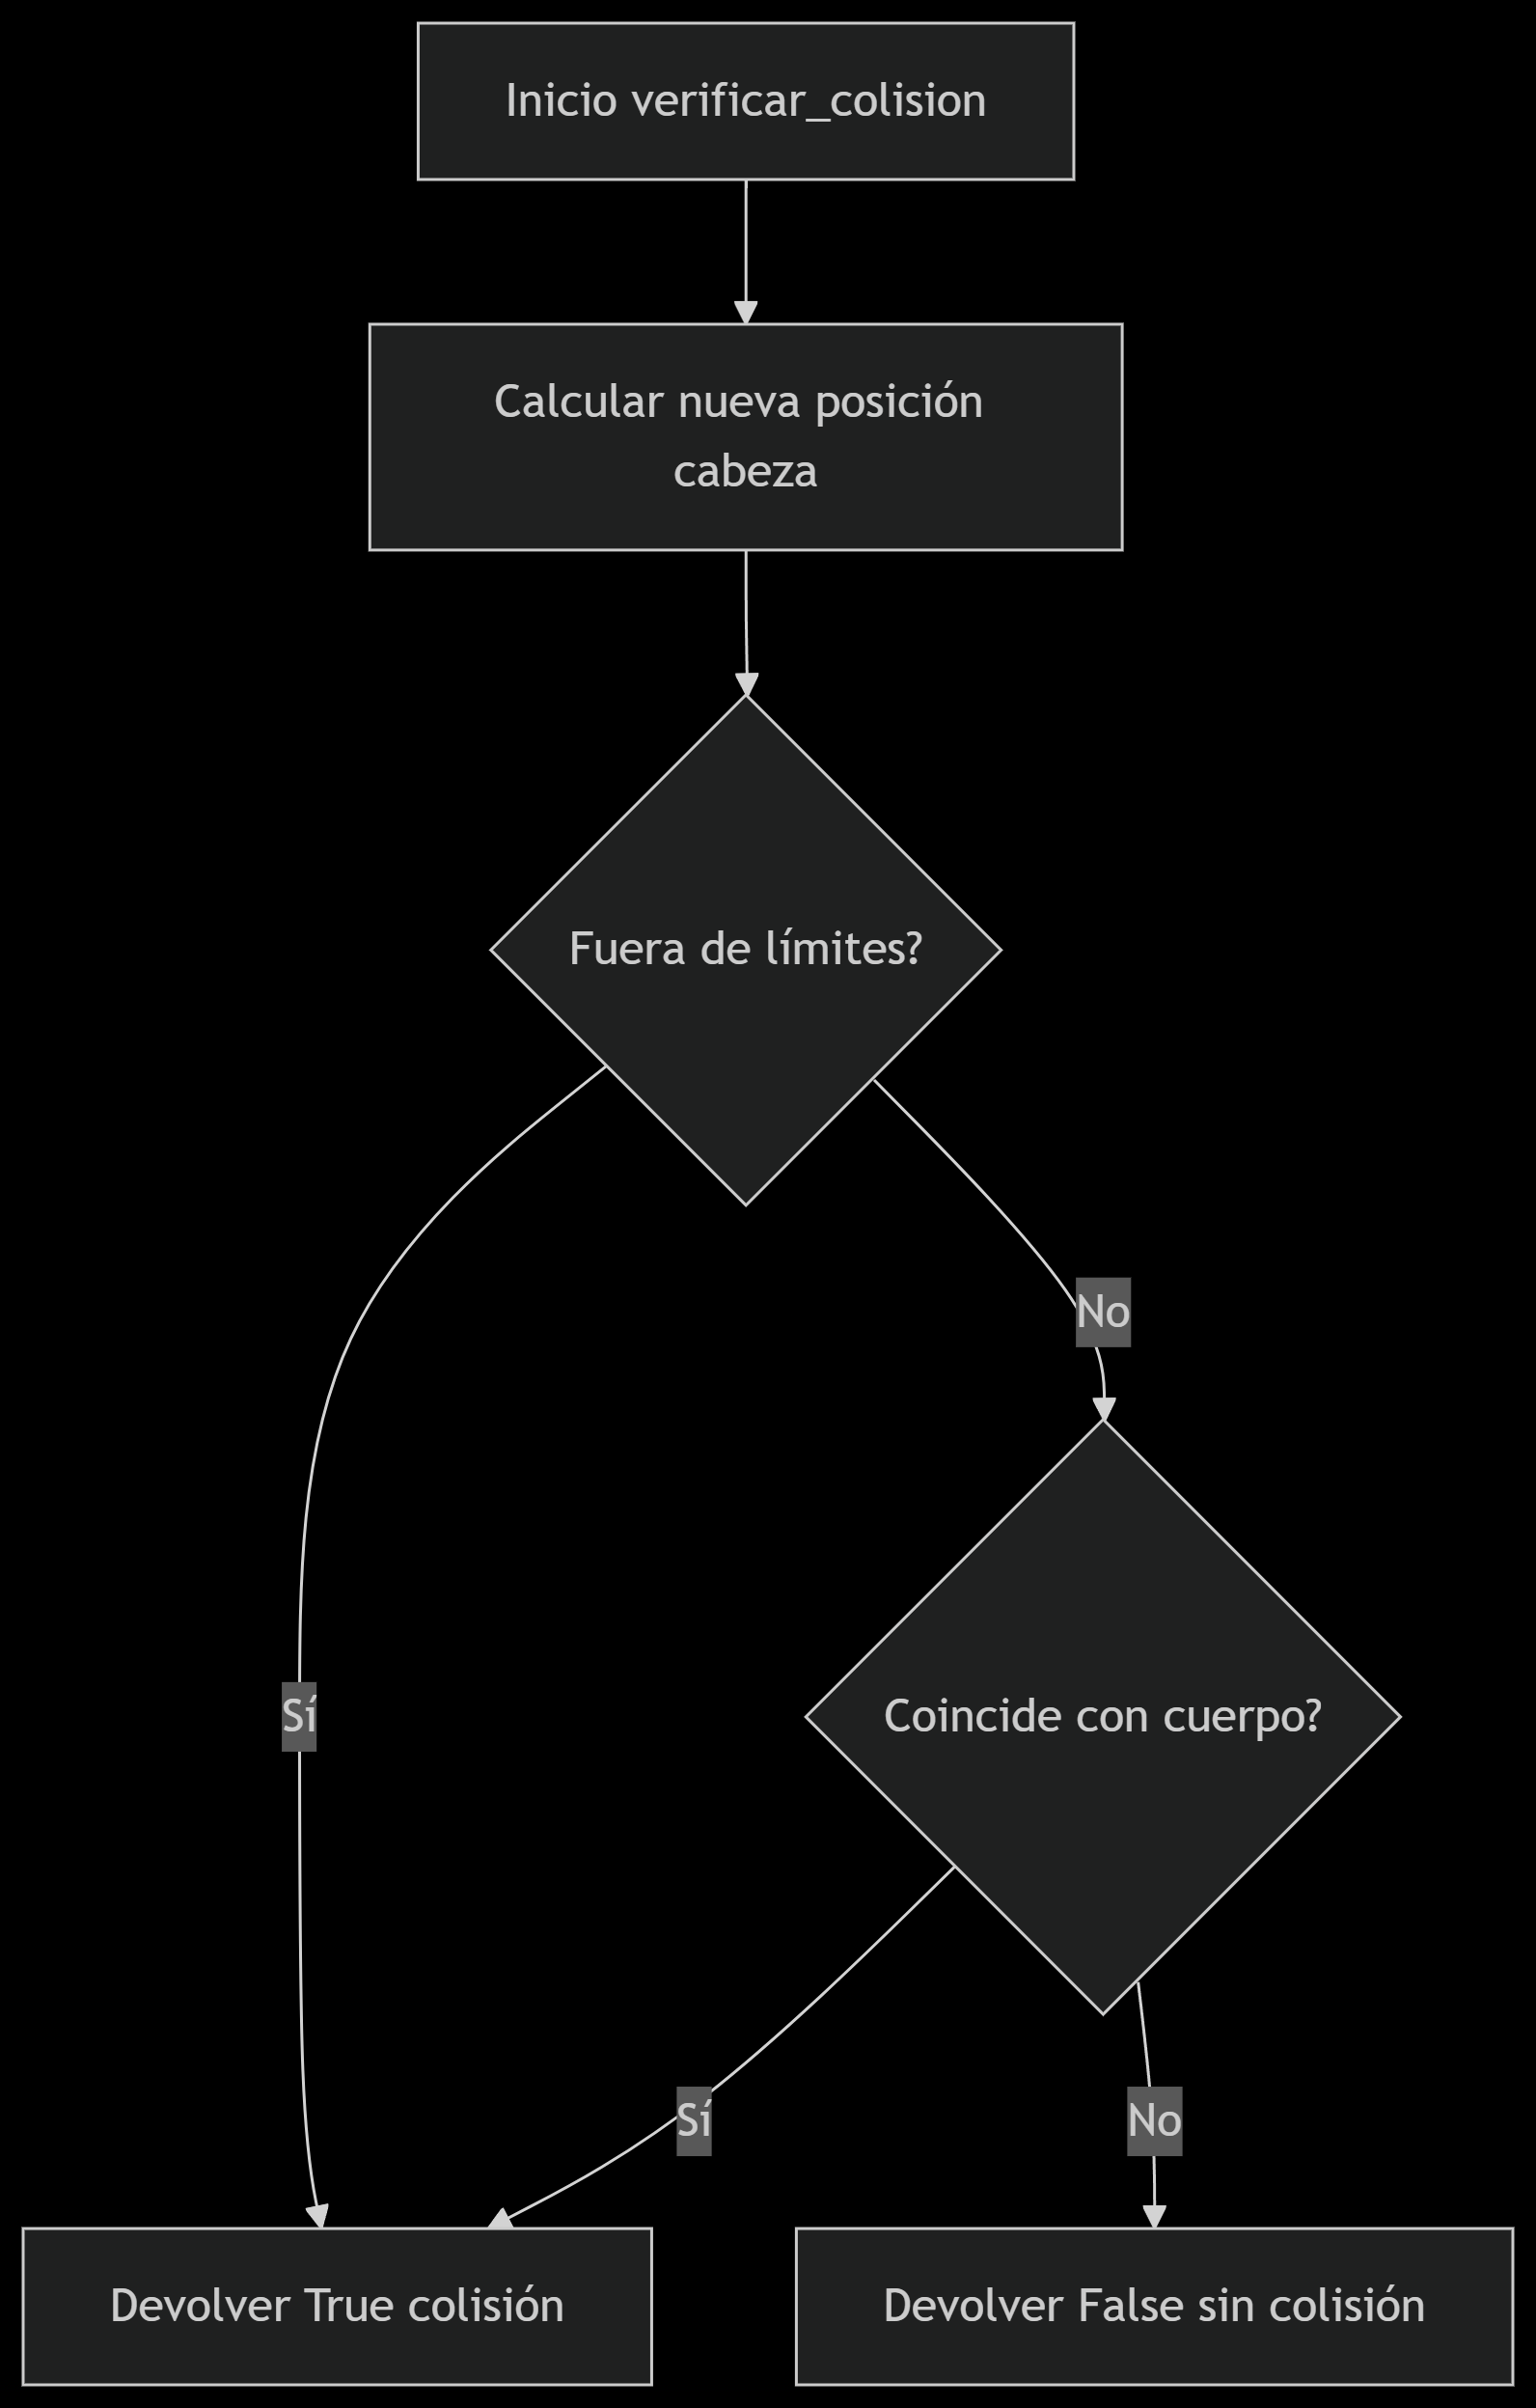 Inicio verificar_colision
Calcular nueva posición
cabeza
Fuera de límites?
No
Sí
Coincide con cuerpo?
Sí
No
Devolver True colisión
Devolver False sin colisión